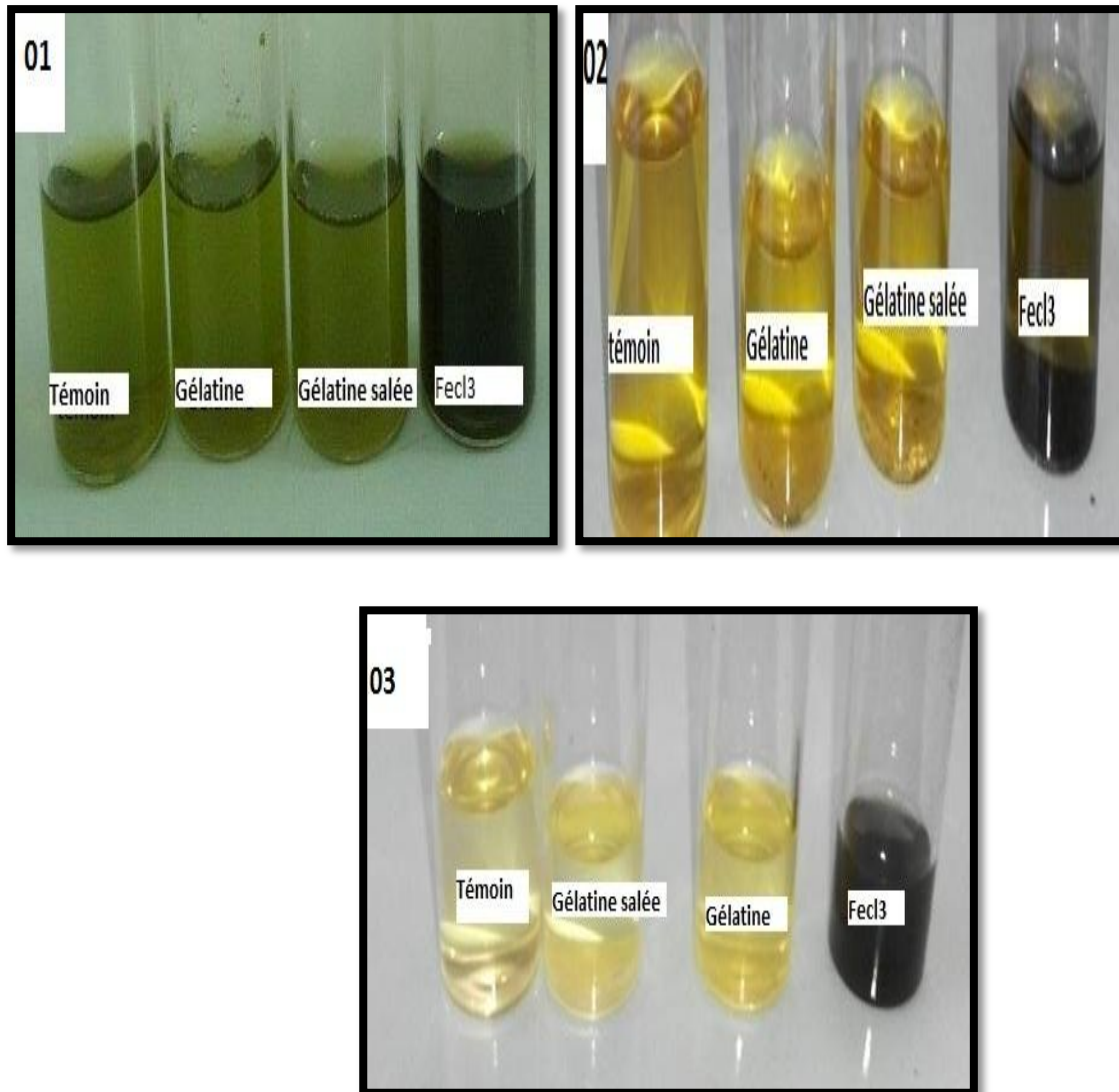 01
Témoin
Gélatine
Gélatine salée
Fecl3
02
témoin
Gélatine
Gélatine salée
Fecl3
03
Témoin
Gélatine salée
Gélatine
Fecl3